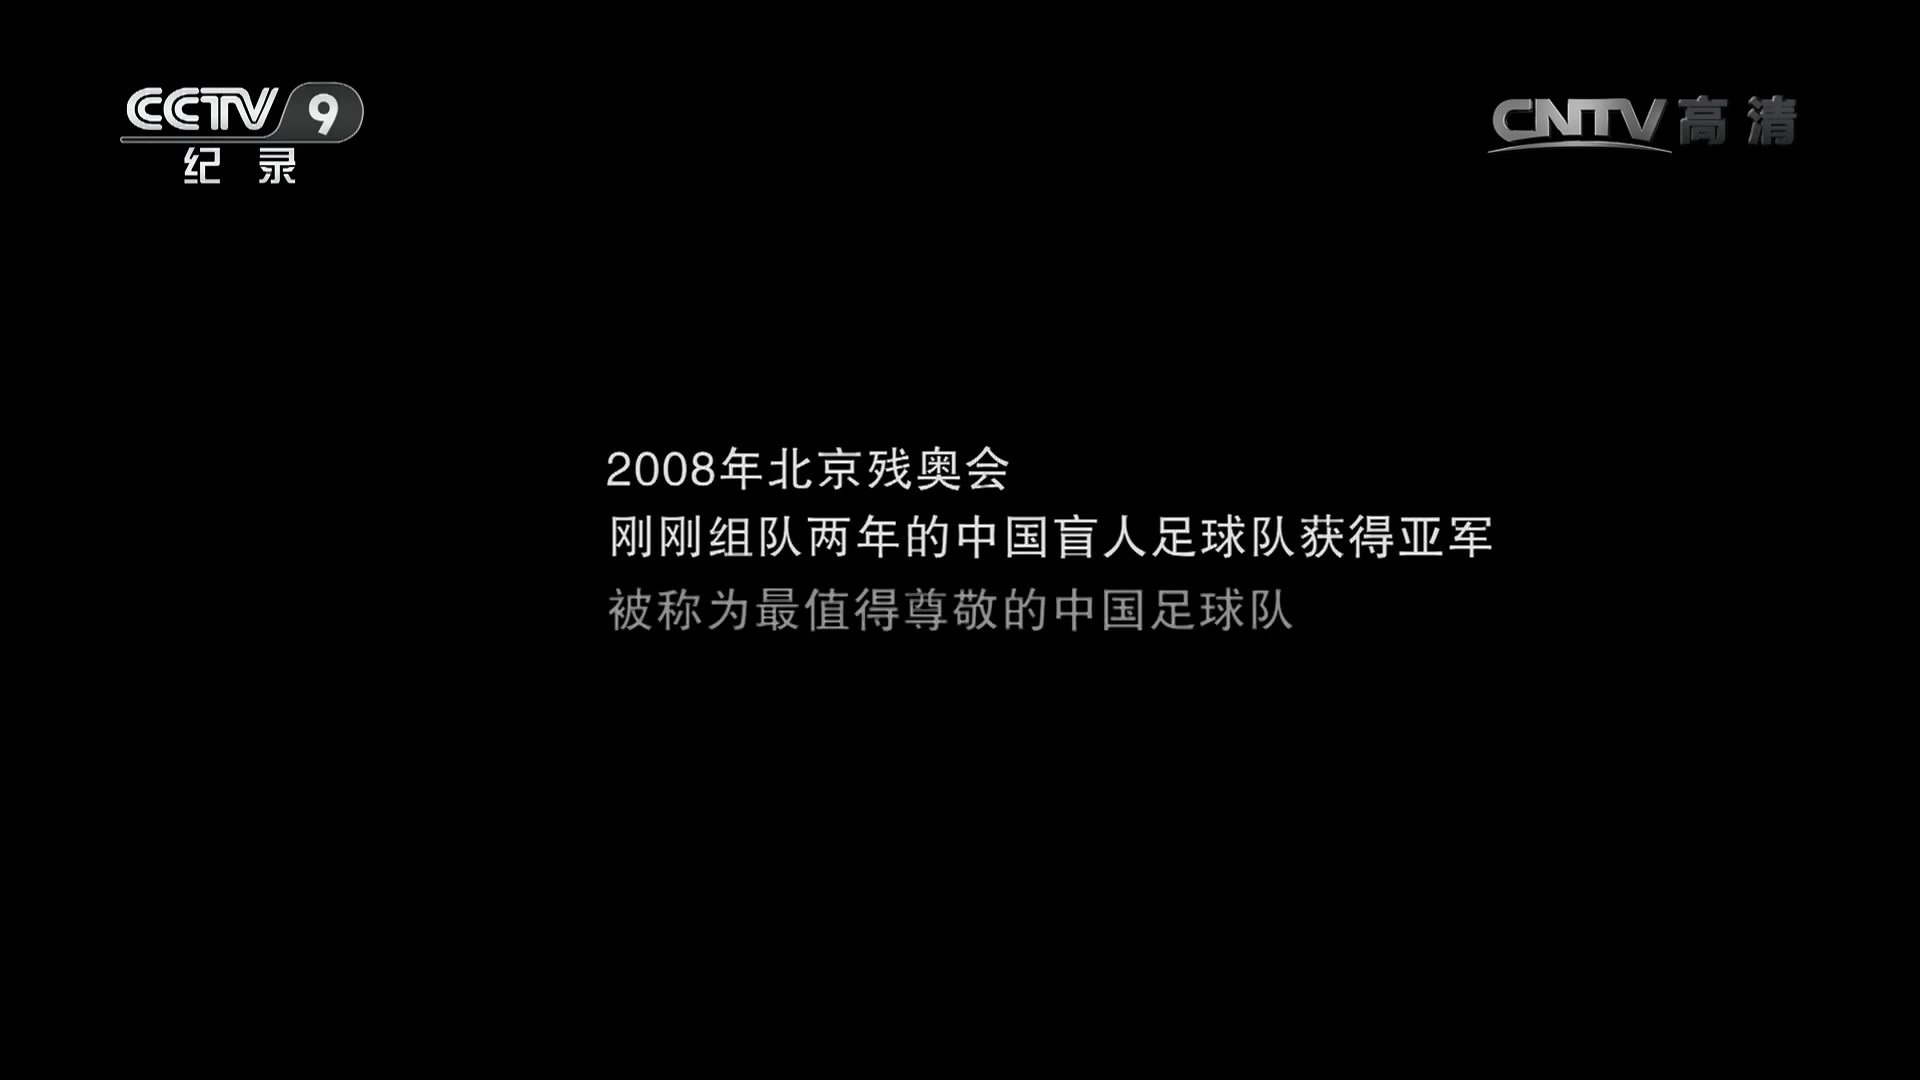 CCTV 9
纪录
CNTV高清
2008年北京残奥会
刚刚组队两年的中国盲人足球队获得亚军
被称为最值得尊敬的中国足球队